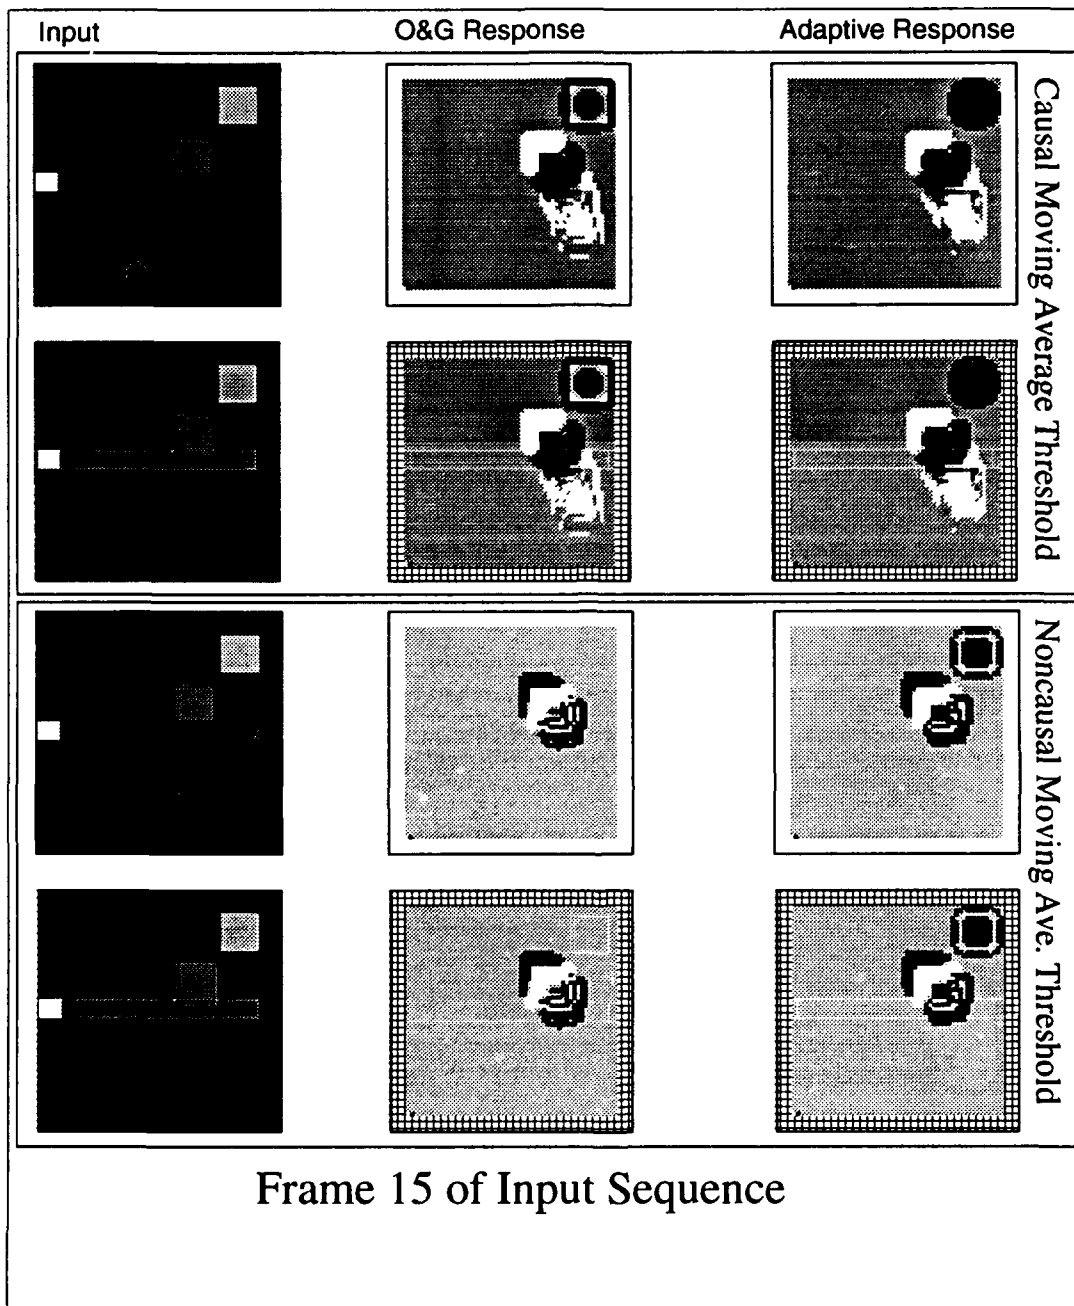 Input
O&G Response
Adaptive Response
Causal Moving Average Threshold
Noncausal Moving Ave. Threshold
Frame 15 of Input Sequence